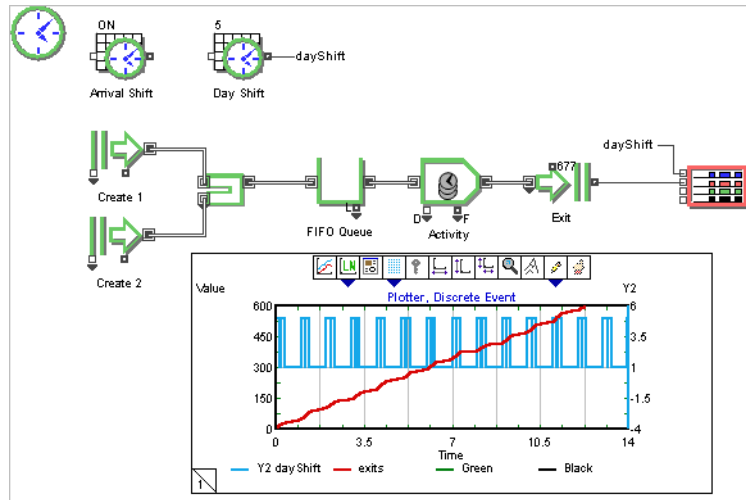 ON
5
dayShift
Arrival Shift
Day Shift
dayShift
677
Create 1
Exit
L
D
F
FIFO Queue
Activity
Create 2
LN
Value
Plotter, Discrete Event
Y2
600
6
450
3.5
300
1
150
-1.5
0
-4
0
3.5
7
10.5
14
Time
Y2 dayShift
exits
Green
Black
1